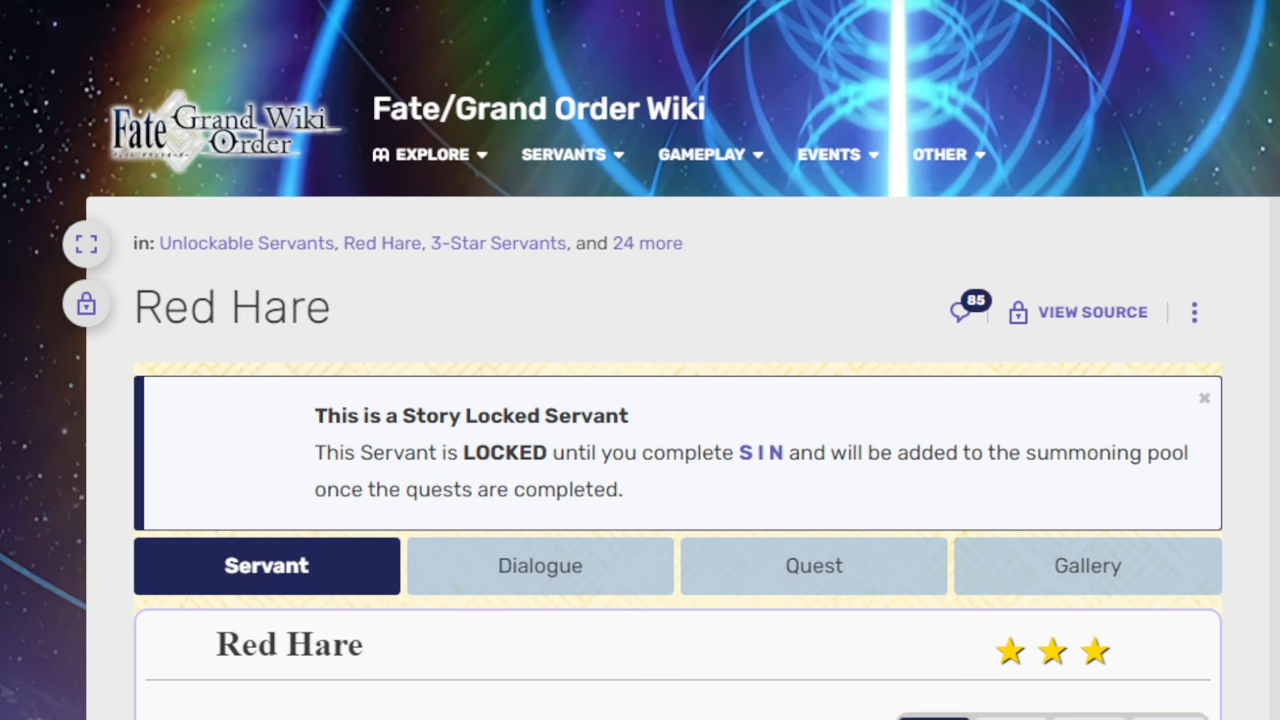 Fate Grand Wiki
Order
Fate/Grand Order Wiki
EXPLORE SERVANTS GAMEPLAY EVENTS OTHER
in: Unlockable Servants, Red Hare, 3-Star Servants, and 24 more
Red Hare
85
VIEW SOURCE
This is a Story Locked Servant
This Servant is LOCKED until you complete S I N and will be added to the summoning pool
once the quests are completed.
Servant Dialogue Quest Gallery
Red Hare